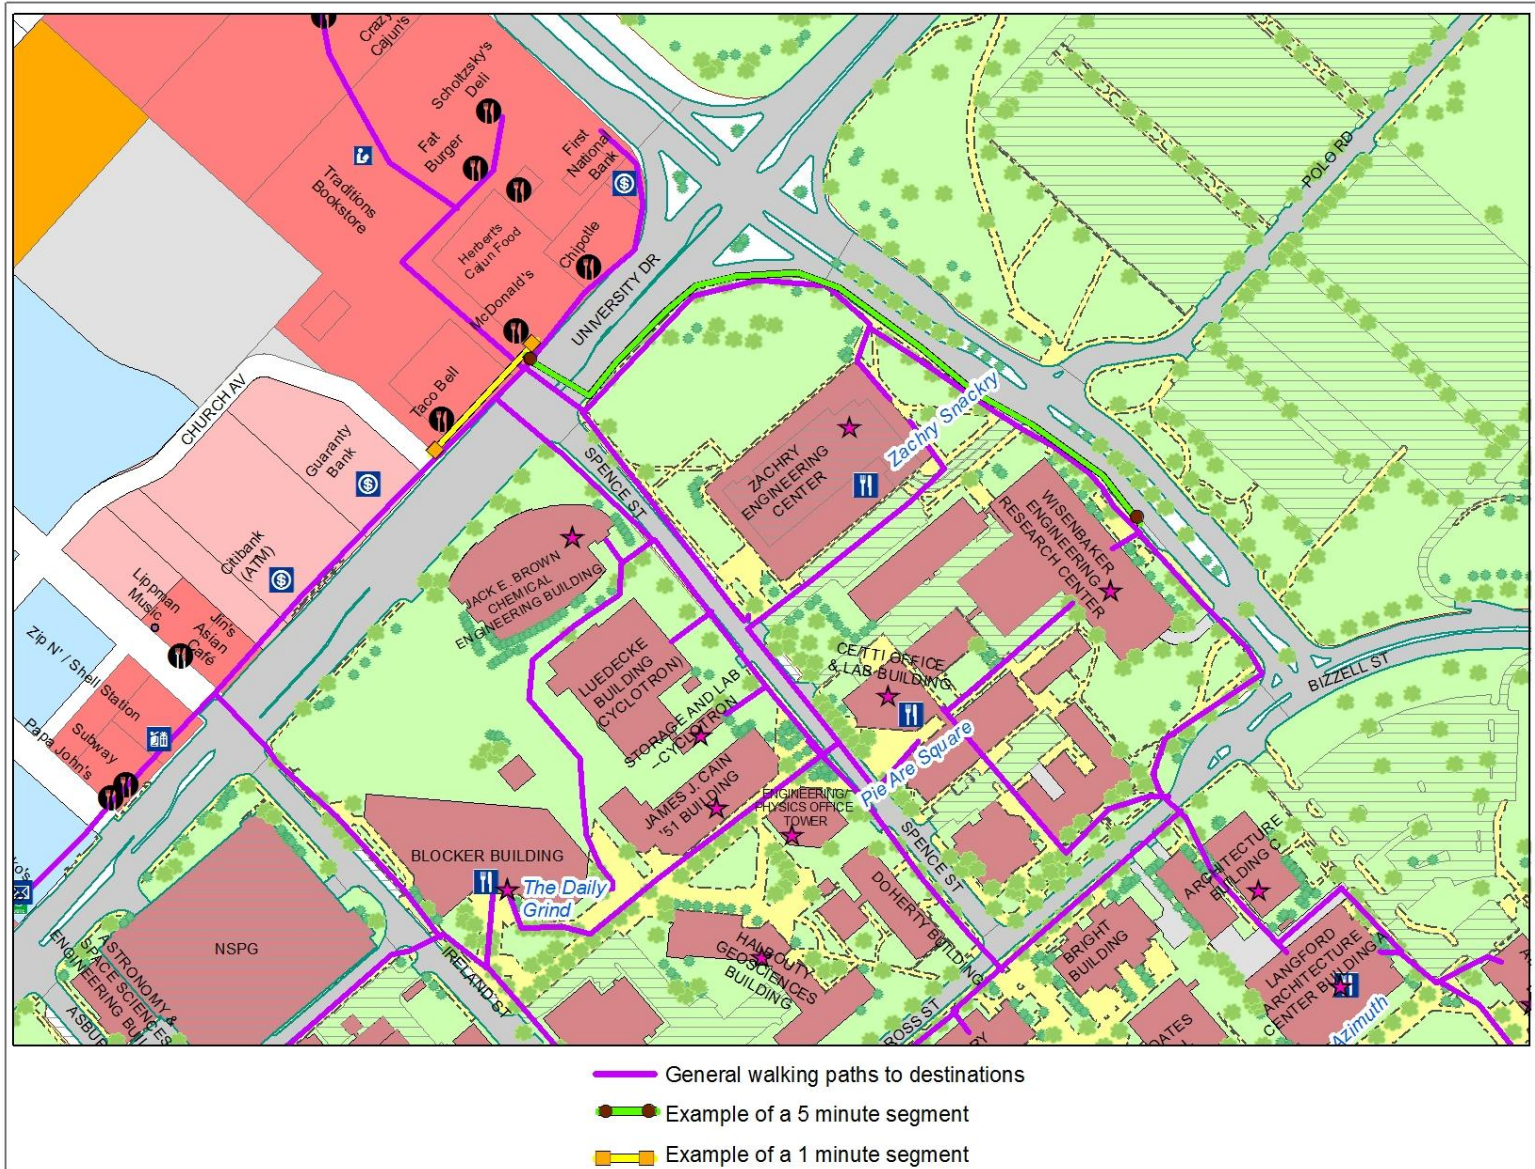 Crazy
Cajun's
Scholtzsky's
Deli
Fat
Burger
First
National
Bank
Traditions
Bookstore
Herbert's
Cajun Food
Chipotle
McDonald's
UNIVERSITY DR
POLO RD
Taco Bell
CHURCH AV
Guaranty
Bank
Citibank
(ATM)
Lippman
Music
Jin's
Asian
Café
Zip N' / Shell Station
Subway
Papa John's
SPENCE ST
ZACHRY
ENGINEERING
CENTER
Zachry Snackry
WISENBAKER
ENGINEERING
RESEARCH CENTER
JACK E. BROWN
CHEMICAL
ENGINEERING BUILDING
LUEDECKE
BUILDING
(CYCLOTRON)
STORAGE AND LAB
–CYCLOTRON
CE/TTI OFFICE
& LAB BUILDING
BIZZELL ST
Pie Are Square
JAMES J. CAIN
'51 BUILDING
ENGINEERING/
PHYSICS OFFICE
TOWER
SPENCE ST
BLOCKER BUILDING
The Daily
Grind
DOHERTY BUILDING
ARCHITECTURE
BUILDING C
NSPG
HALBOUTY
GEOSCIENCES
BUILDING
BRIGHT
BUILDING
LANGFORD
ARCHITECTURE
CENTER BUILDING A
Azimuth
ASTRONOMY &
SPACE SCIENCES
ENGINEERING BUI
ASBU
IRELAND ST
ROSS ST
OATES
General walking paths to destinations
Example of a 5 minute segment
Example of a 1 minute segment